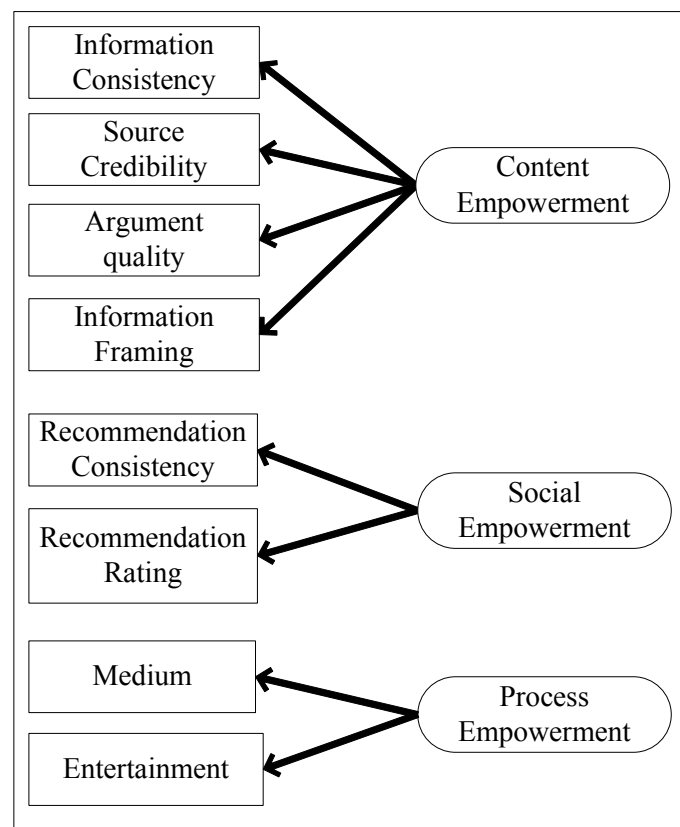 Information
Consistency
Source
Credibility
Argument
quality
Information
Framing
Content
Empowerment
Recommendation
Consistency
Recommendation
Rating
Social
Empowerment
Medium
Entertainment
Process
Empowerment